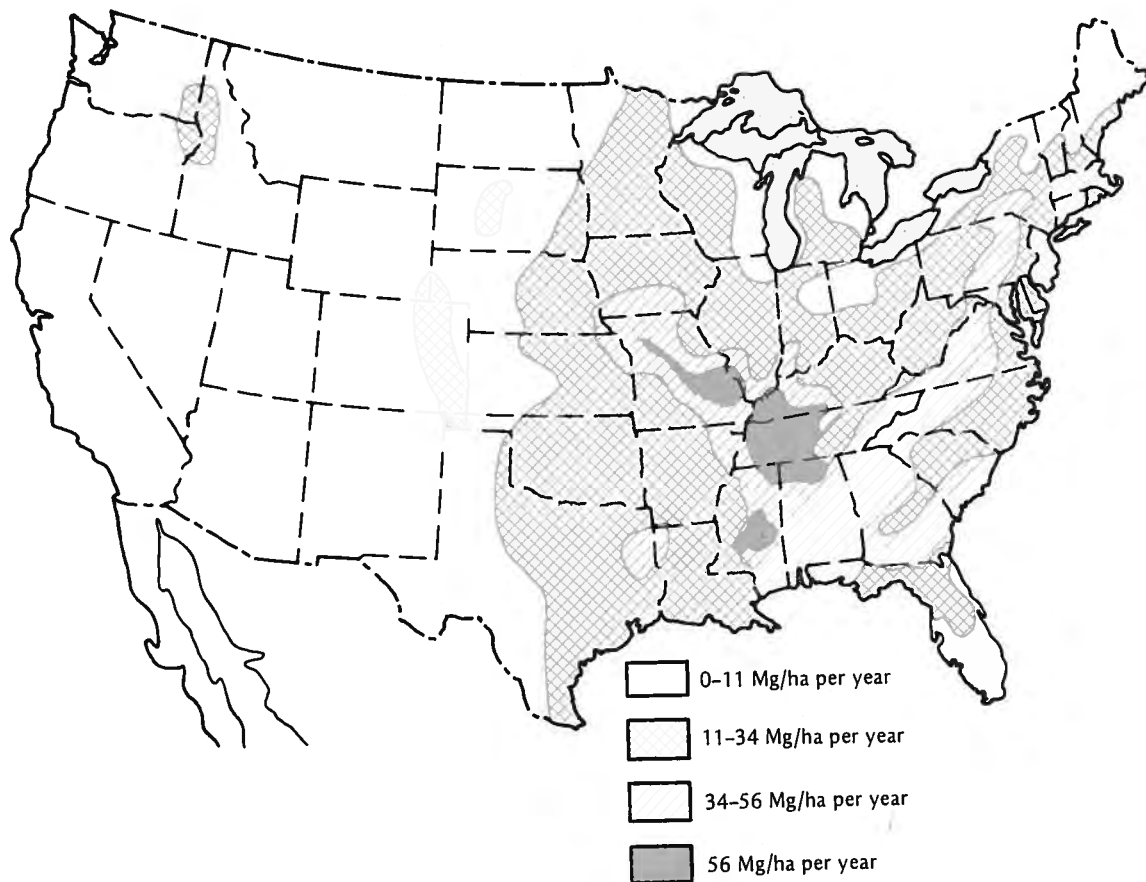 0–11 Mg/ha per year
11–34 Mg/ha per year
34–56 Mg/ha per year
56 Mg/ha per year